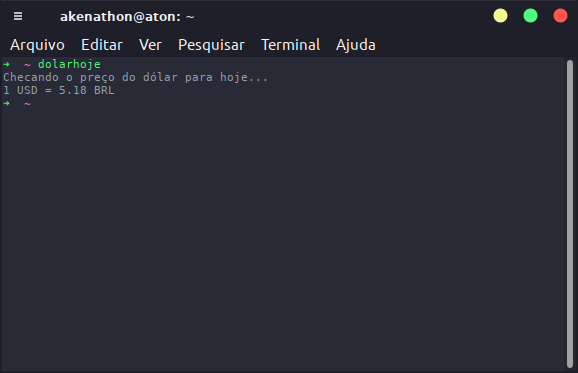 ≡ akenathon@aton: ~
Arquivo Editar Ver Pesquisar Terminal Ajuda
➜ ~ dolarhoje
Checando o preço do dólar para hoje...
1 USD = 5.18 BRL
➜ ~